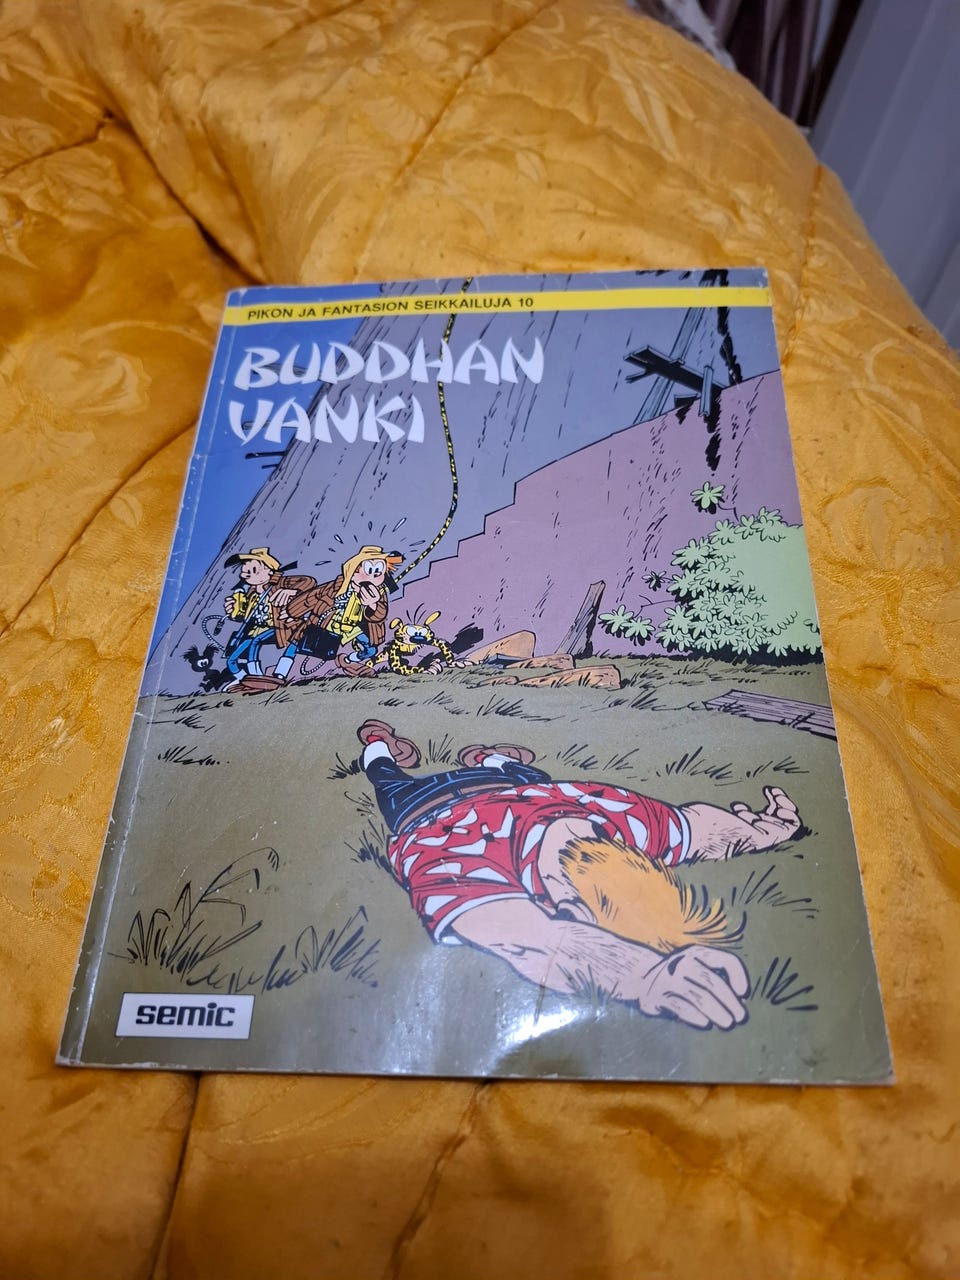 PIKON JA FANTASION SEIKKAILUJA 10
BUDDHAN
VANKI
semic